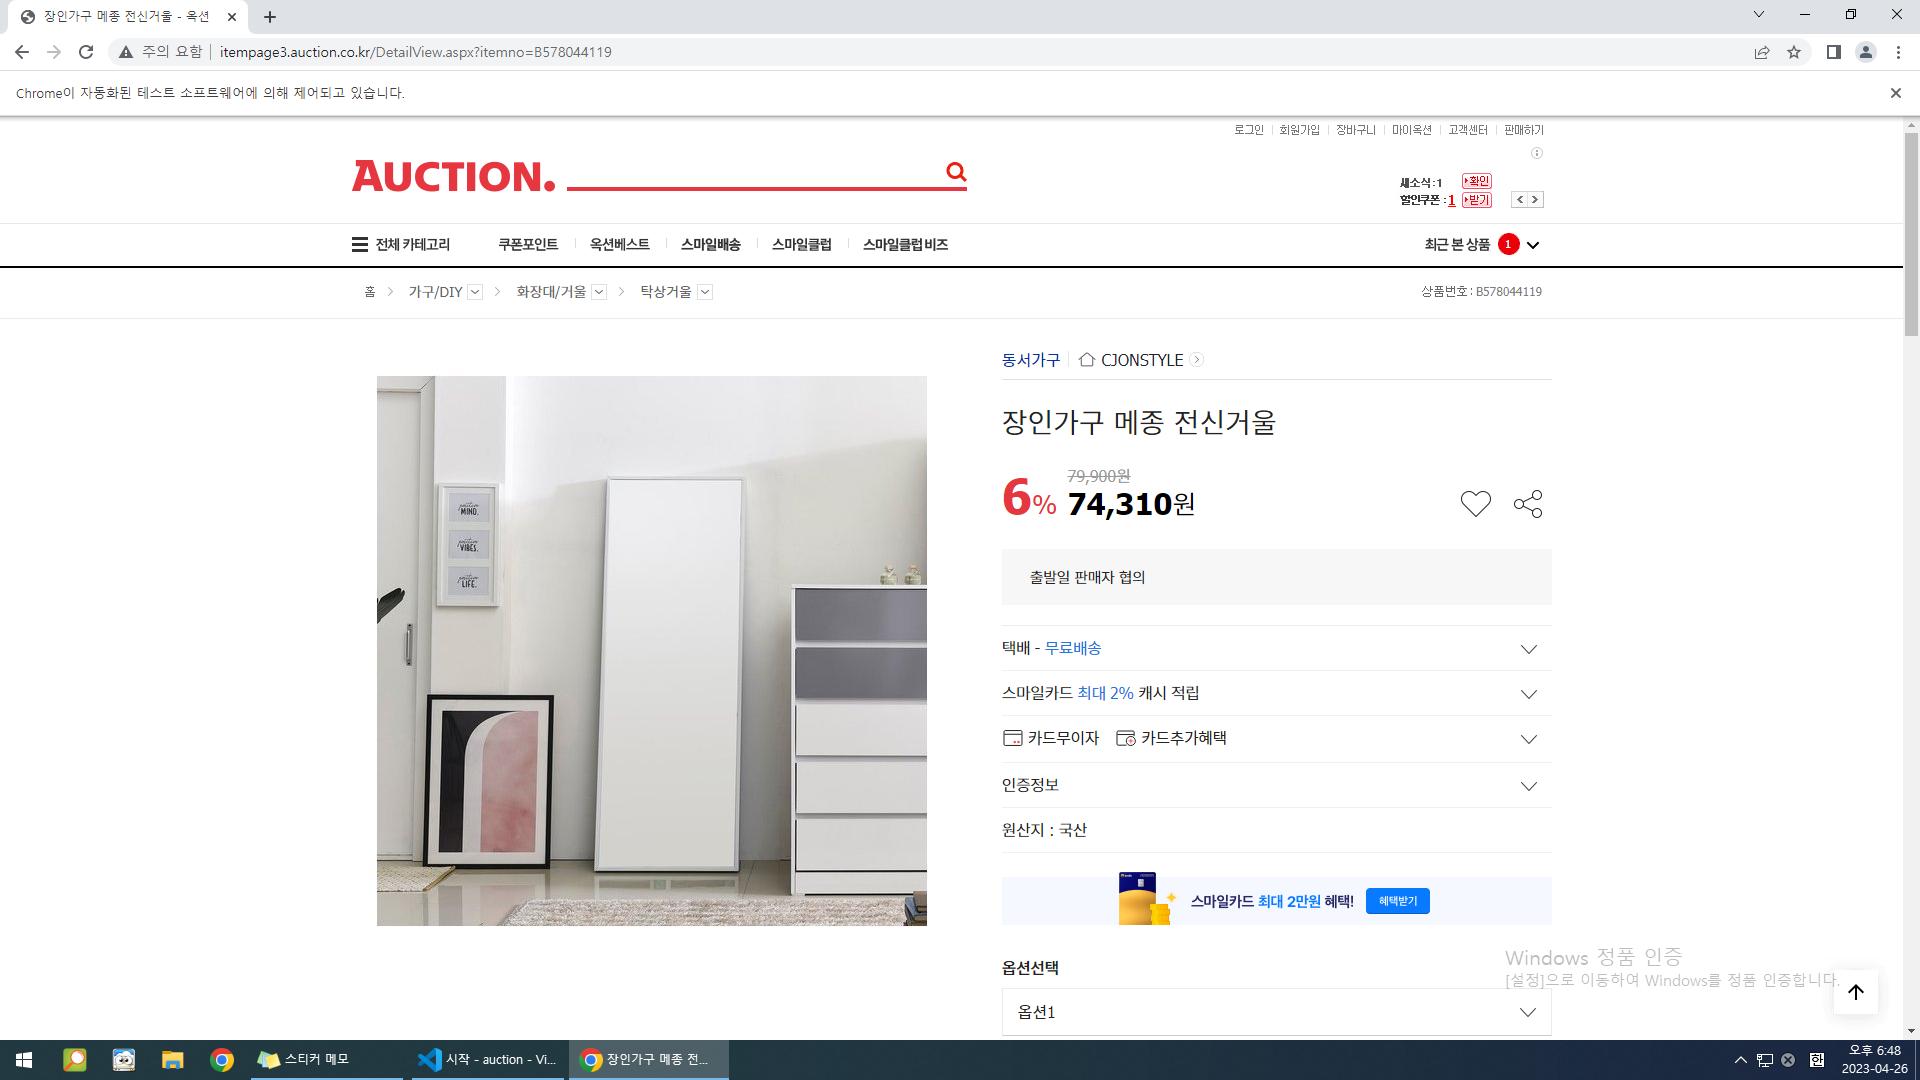 장인가구 메종 전신거울 - 옥션
주의 요함 itempage3.auction.co.kr/DetailView.aspx?itemno=B578044119
Chrome이 자동화된 테스트 소프트웨어에 의해 제어되고 있습니다.
로그인 회원가입 장바구니 마이옥션 고객센터 판매하기
AUCTION.
새소식 : 1 확인
할인쿠폰 : 1 받기
전체 카테고리 쿠폰포인트 옥션베스트 스마일배송 스마일클럽 스마일클럽 비즈 최근 본 상품 1
홈 가구/DIY 화장대/거울 탁상거울 상품번호 : B578044119
동서가구 CJONSTYLE
장인가구 메종 전신거울
79,900원
6% 74,310원
출발일 판매자 협의
택배 - 무료배송
스마일카드 최대 2% 캐시 적립
카드무이자 카드추가혜택
인증정보
원산지 : 국산
스마일카드 최대 2만원 혜택! 혜택받기
옵션선택
옵션1
positive
MIND.
positive
VIBES.
positive
LIFE.
Windows 정품 인증
[설정]으로 이동하여 Windows를 정품 인증합니다.
스티커 메모 시작 - auction - Vi... 장인가구 메종 전... 한 오후 6:48
2023-04-26